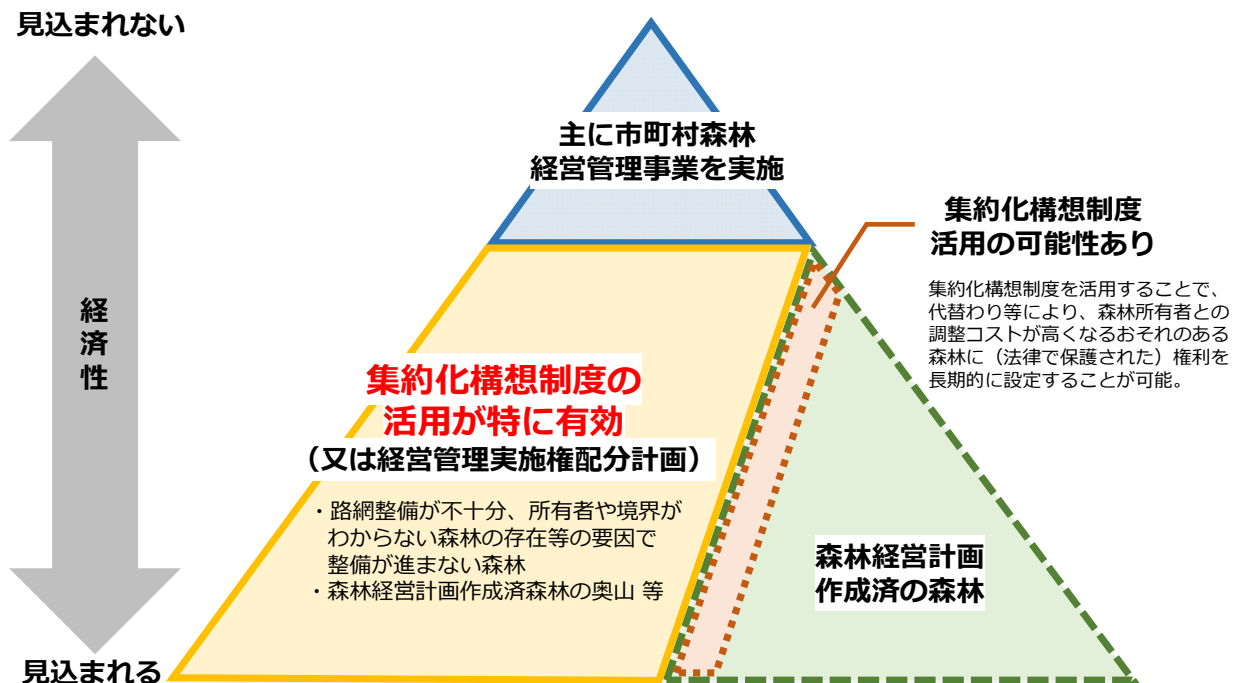 見込まれない
経済性
見込まれる
主に市町村森林
経営管理事業を実施
集約化構想制度の
活用が特に有効
（又は経営管理実施権配分計画）
・路網整備が不十分、所有者や境界が
わからない森林の存在等の要因で
整備が進まない森林
・森林経営計画作成済森林の奥山 等
集約化構想制度
活用の可能性あり
集約化構想制度を活用することで、
代替わり等により、森林所有者との
調整コストが高くなるおそれのある
森林に（法律で保護された）権利を
長期的に設定することが可能。
森林経営計画
作成済の森林